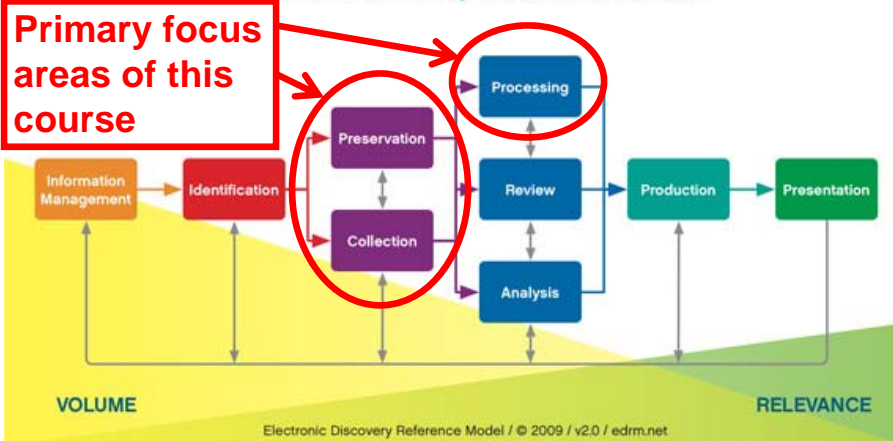 Primary focus
areas of this
course
Processing
Preservation
Information
Management
Identification
Review
Production
Presentation
Collection
Analysis
VOLUME
RELEVANCE
Electronic Discovery Reference Model / © 2009 / v2.0 / edrm.net